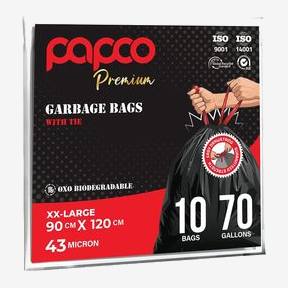 papco
Premium
ISO
9001
ISO
14001
GARBAGE BAGS
WITH TIE
OXO BIODEGRADABLE
XX-LARGE
90 CM X 120 CM
43 MICRON
10
BAGS
70
GALLONS